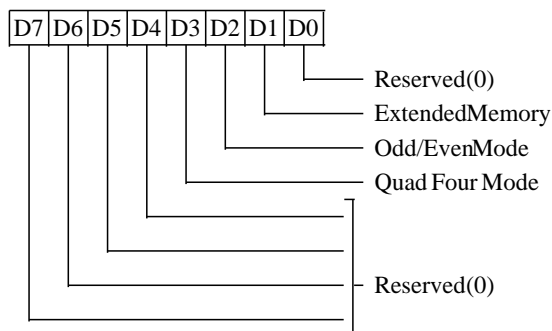 D7 D6 D5 D4 D3 D2 D1 D0
Reserved(0)
ExtendedMemory
Odd/EvenMode
Quad Four Mode
Reserved(0)